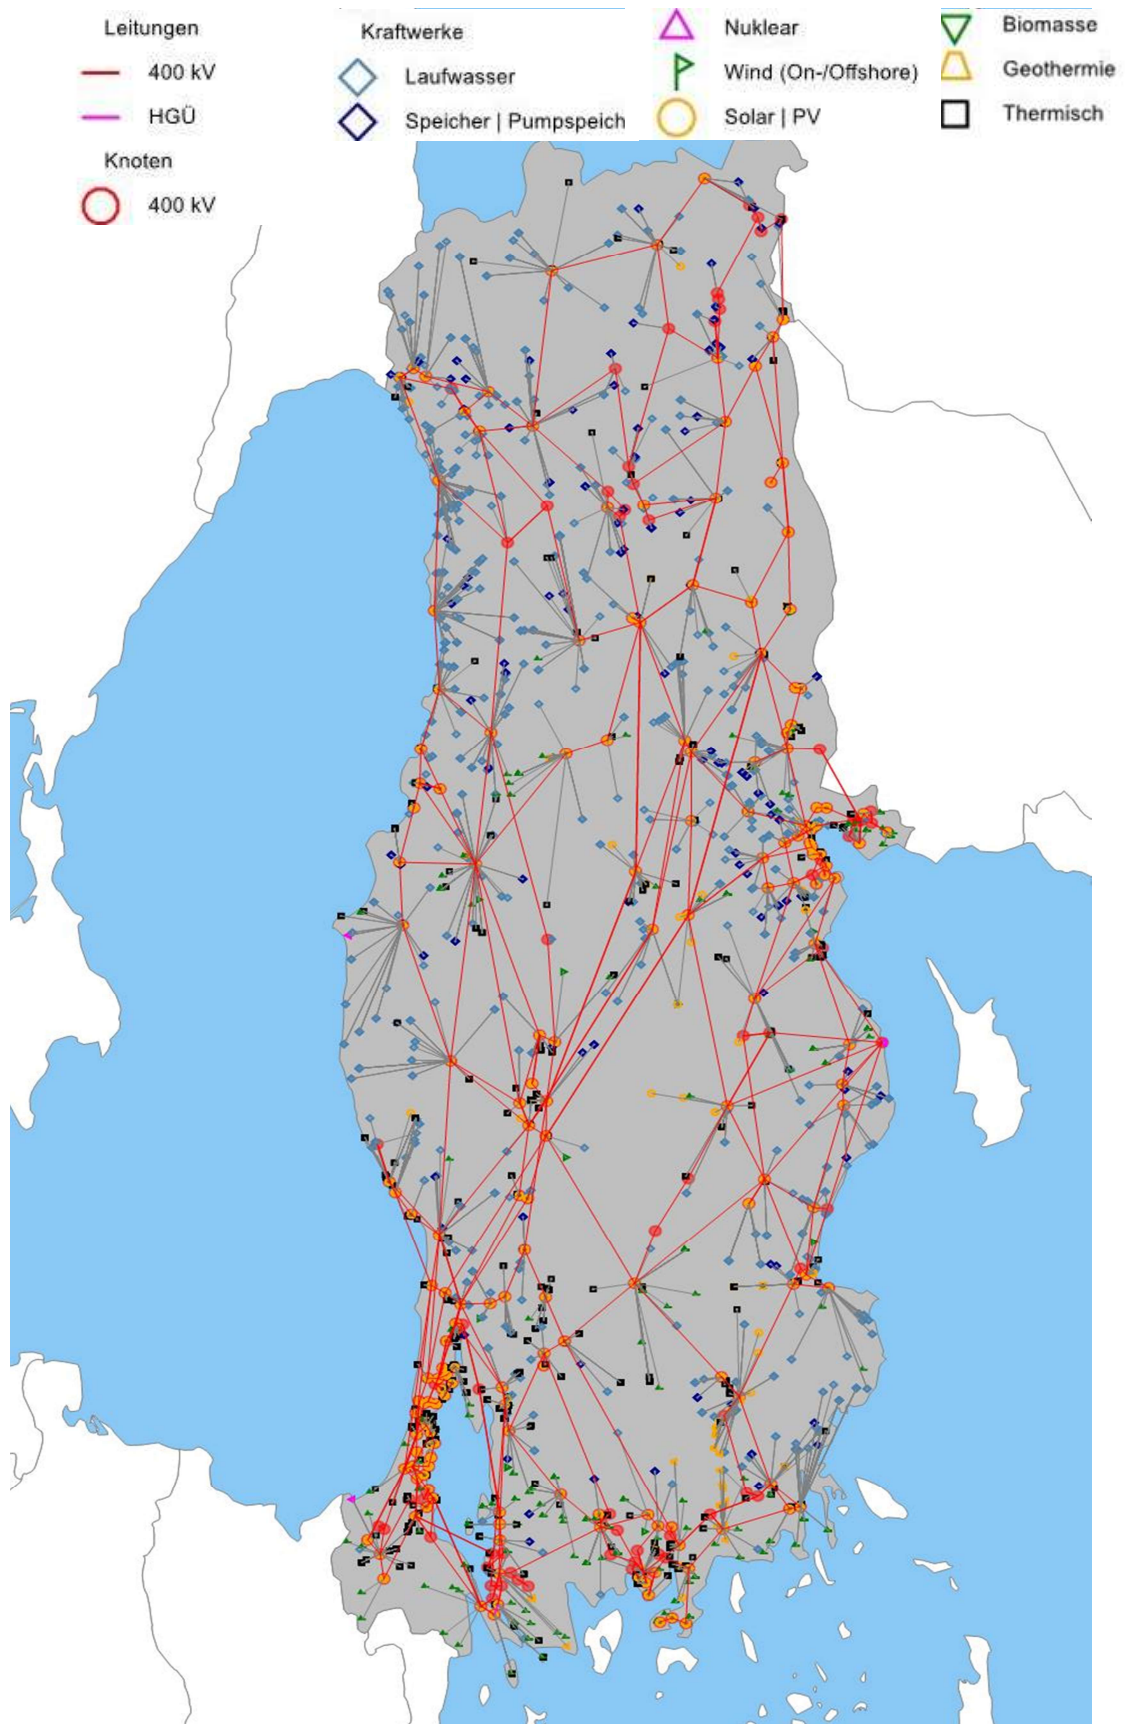 Leitungen
400 kV
HGÜ
Knoten
400 kV
Kraftwerke
Laufwasser
Speicher | Pumpspeich
Nuklear
Wind (On-/Offshore)
Solar | PV
Biomasse
Geothermie
Thermisch